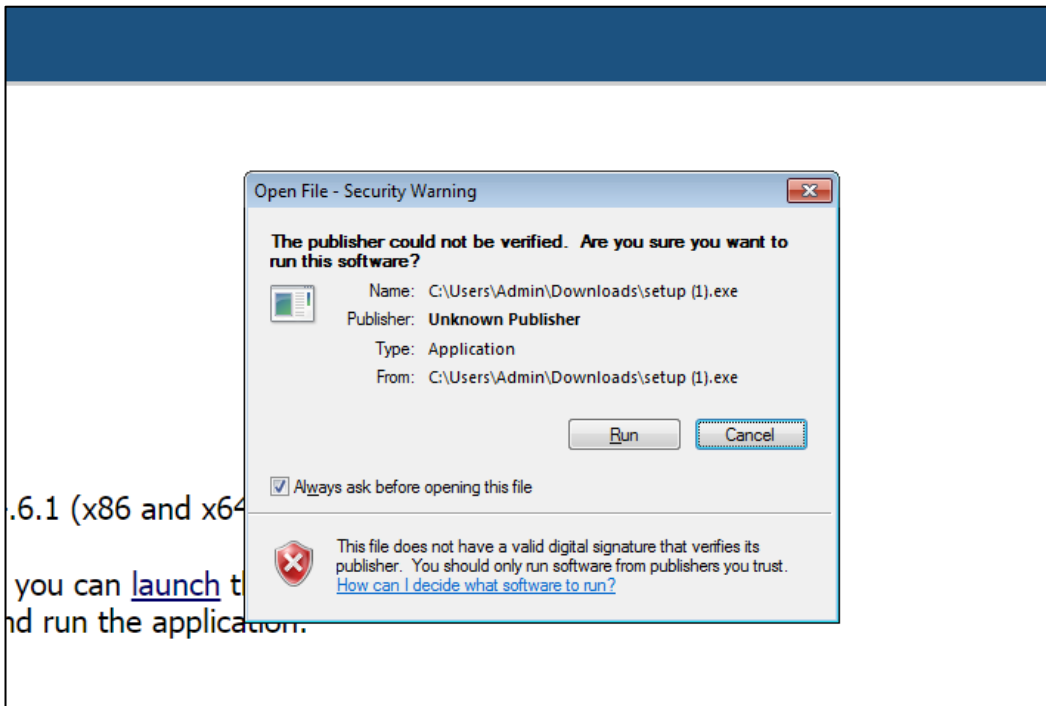 Open File - Security Warning
The publisher could not be verified. Are you sure you want to
run this software?
Name: C:\Users\Admin\Downloads\setup (1).exe
Publisher: Unknown Publisher
Type: Application
From: C:\Users\Admin\Downloads\setup (1).exe
Run Cancel
Always ask before opening this file
.6.1 (x86 and x64
This file does not have a valid digital signature that verifies its
publisher. You should only run software from publishers you trust.
How can I decide what software to run?
you can launch
run the application.